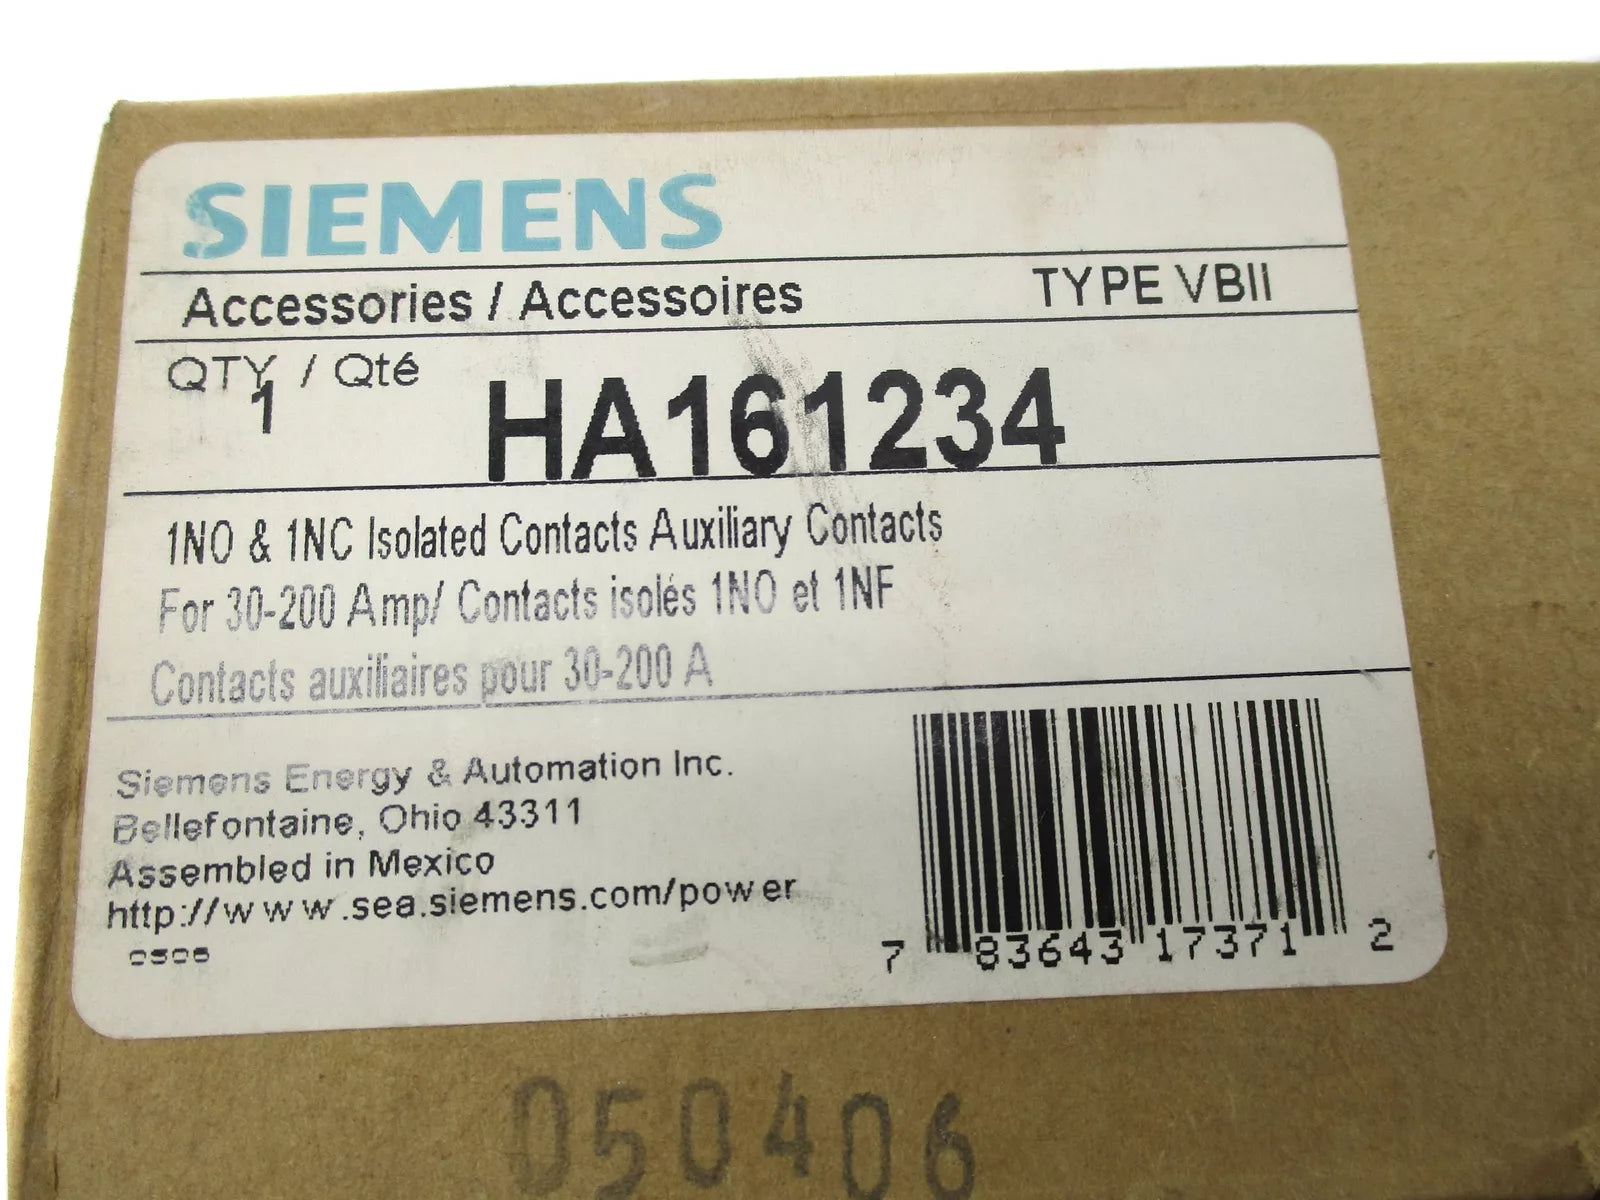 SIEMENS
Accessories / Accessoires TYPE VBII
QTY / Qté
1
HA161234
1NO & 1NC Isolated Contacts Auxiliary Contacts
For 30-200 Amp/ Contacts isolés 1NO et 1NF
Contacts auxiliaires pour 30-200 A
Siemens Energy & Automation Inc.
Bellefontaine, Ohio 43311
Assembled in Mexico
http://www.sea.siemens.com/power
0506
7 83643 17371 2
050406